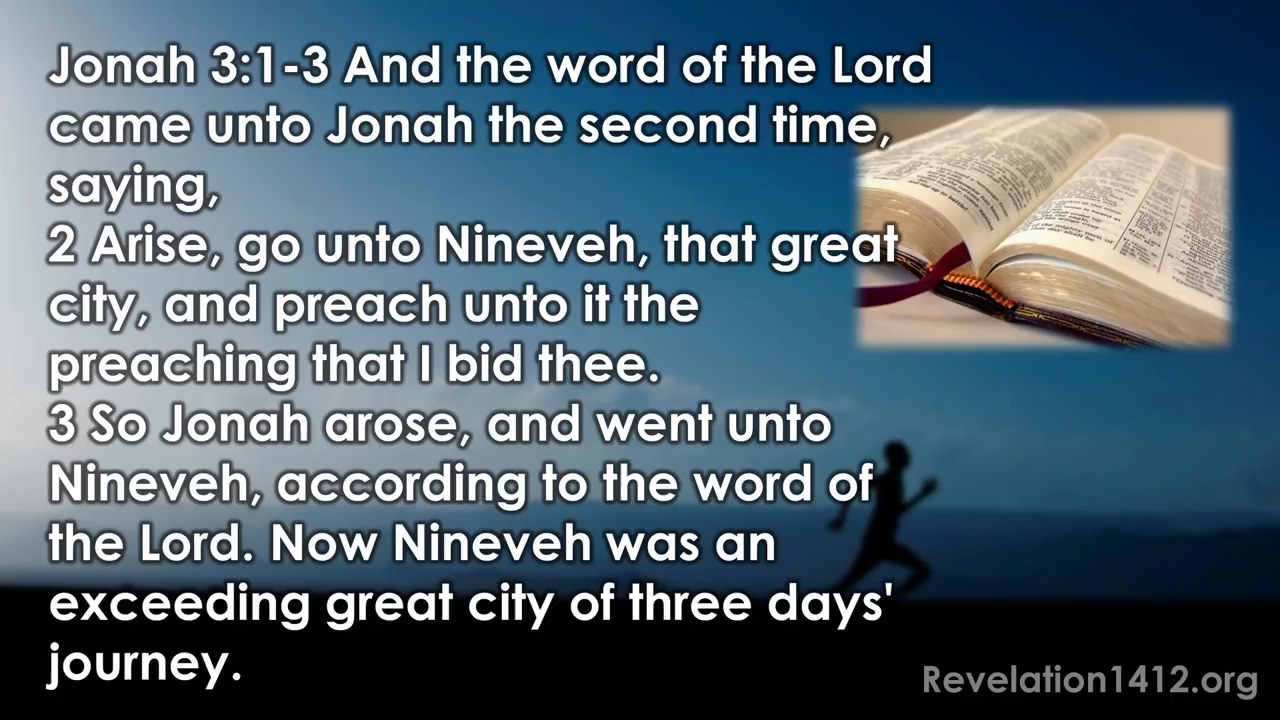 Jonah 3:1-3 And the word of the Lord
came unto Jonah the second time,
saying,
2 Arise, go unto Nineveh, that great
city, and preach unto it the
preaching that I bid thee.
3 So Jonah arose, and went unto
Nineveh, according to the word of
the Lord. Now Nineveh was an
exceeding great city of three days'
journey.
Revelation1412.org